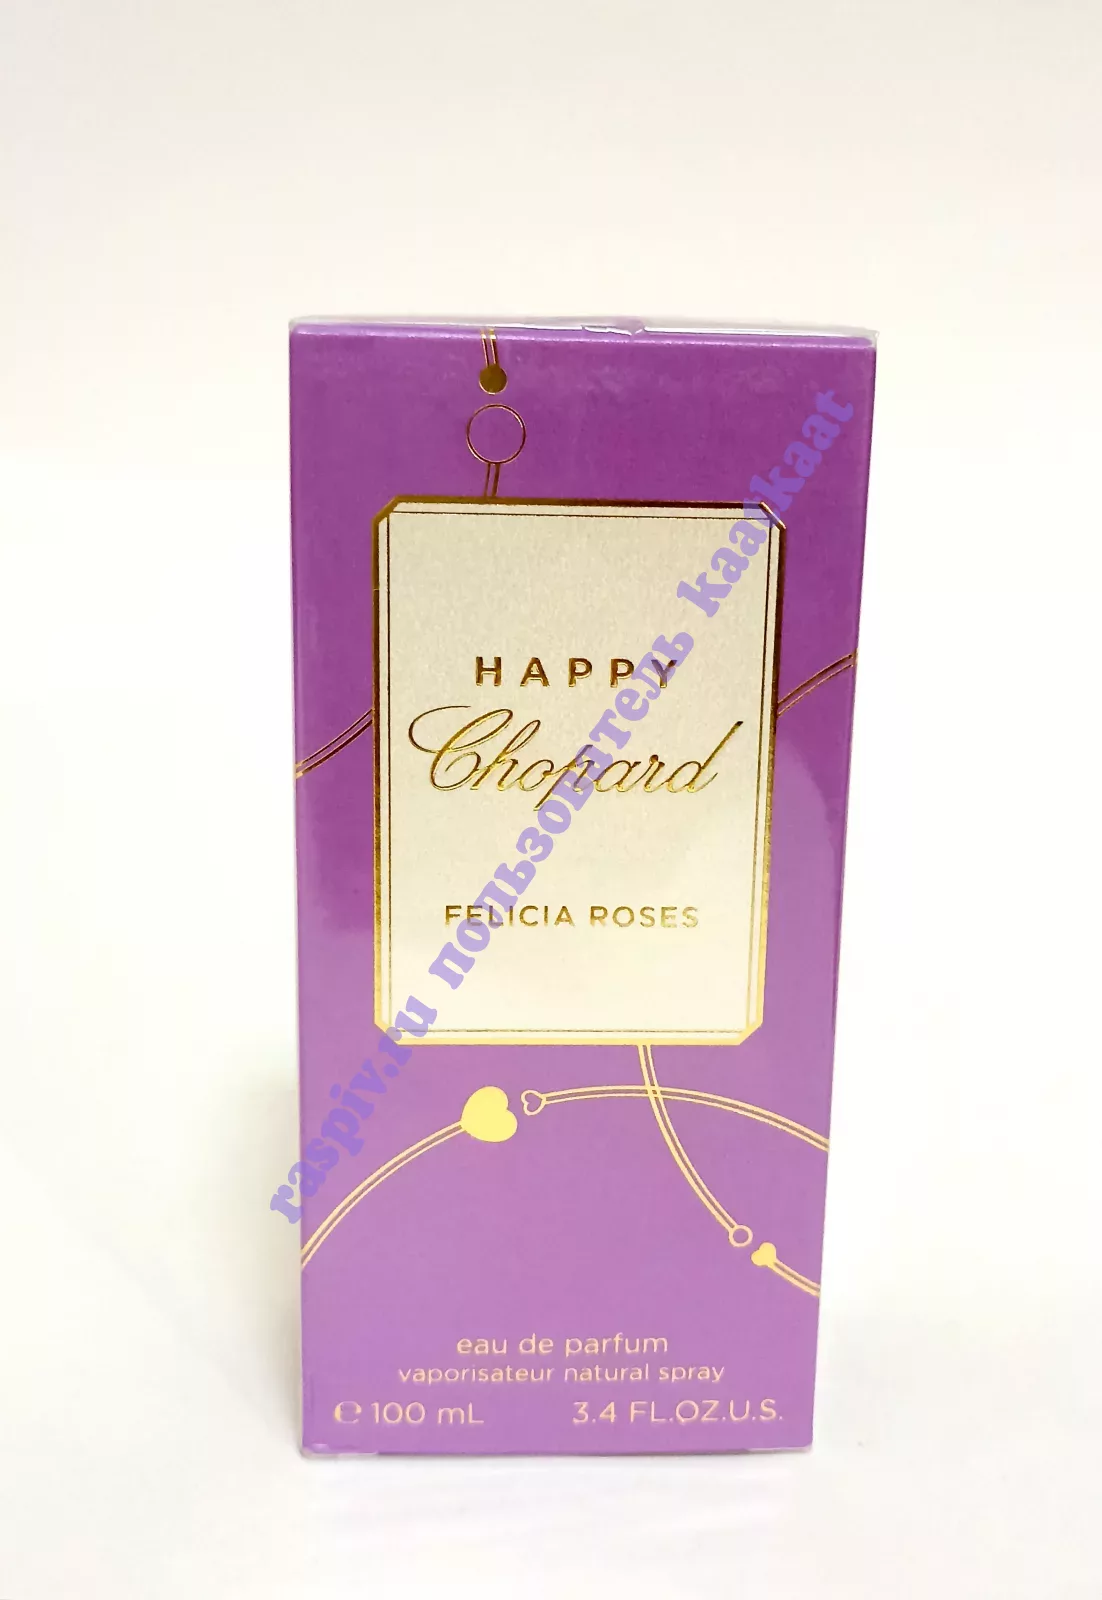 HAPPY
Chopard
FELICIA ROSES
raspiv.ru пользователь kaatkaat
eau de parfum
vaporisateur natural spray
℮ 100 mL 3.4 FL.OZ.U.S.